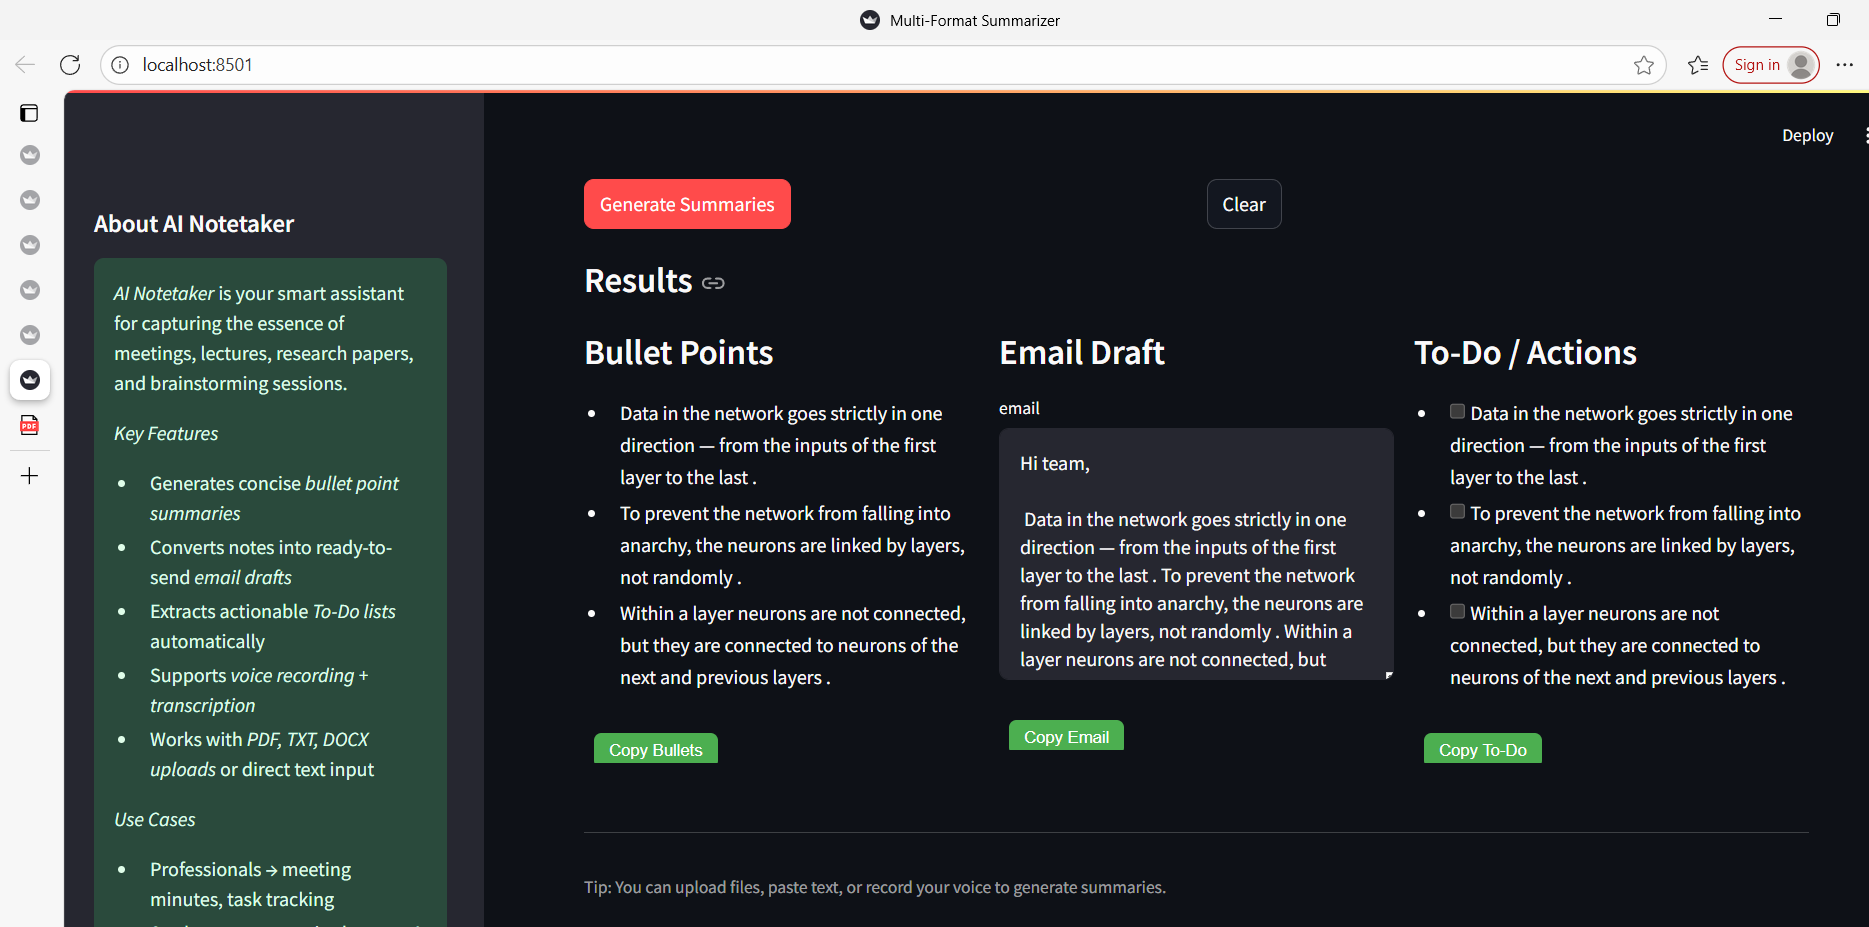 Multi-Format Summarizer
localhost:8501
Sign in
PDF
Deploy
About AI Notetaker
AI Notetaker is your smart assistant
for capturing the essence of
meetings, lectures, research papers,
and brainstorming sessions.
Key Features
Generates concise bullet point
summaries
Converts notes into ready-to-
send email drafts
Extracts actionable To-Do lists
automatically
Supports voice recording +
transcription
Works with PDF, TXT, DOCX
uploads or direct text input
Use Cases
Professionals → meeting
minutes, task tracking
Generate Summaries
Clear
Results
Bullet Points
Data in the network goes strictly in one
direction — from the inputs of the first
layer to the last .
To prevent the network from falling into
anarchy, the neurons are linked by layers,
not randomly .
Within a layer neurons are not connected,
but they are connected to neurons of the
next and previous layers .
Copy Bullets
Email Draft
email
Hi team,
Data in the network goes strictly in one
direction — from the inputs of the first
layer to the last . To prevent the network
from falling into anarchy, the neurons are
linked by layers, not randomly . Within a
layer neurons are not connected, but
Copy Email
To-Do / Actions
Data in the network goes strictly in one
direction — from the inputs of the first
layer to the last .
To prevent the network from falling into
anarchy, the neurons are linked by layers,
not randomly .
Within a layer neurons are not
connected, but they are connected to
neurons of the next and previous layers .
Copy To-Do
Tip: You can upload files, paste text, or record your voice to generate summaries.